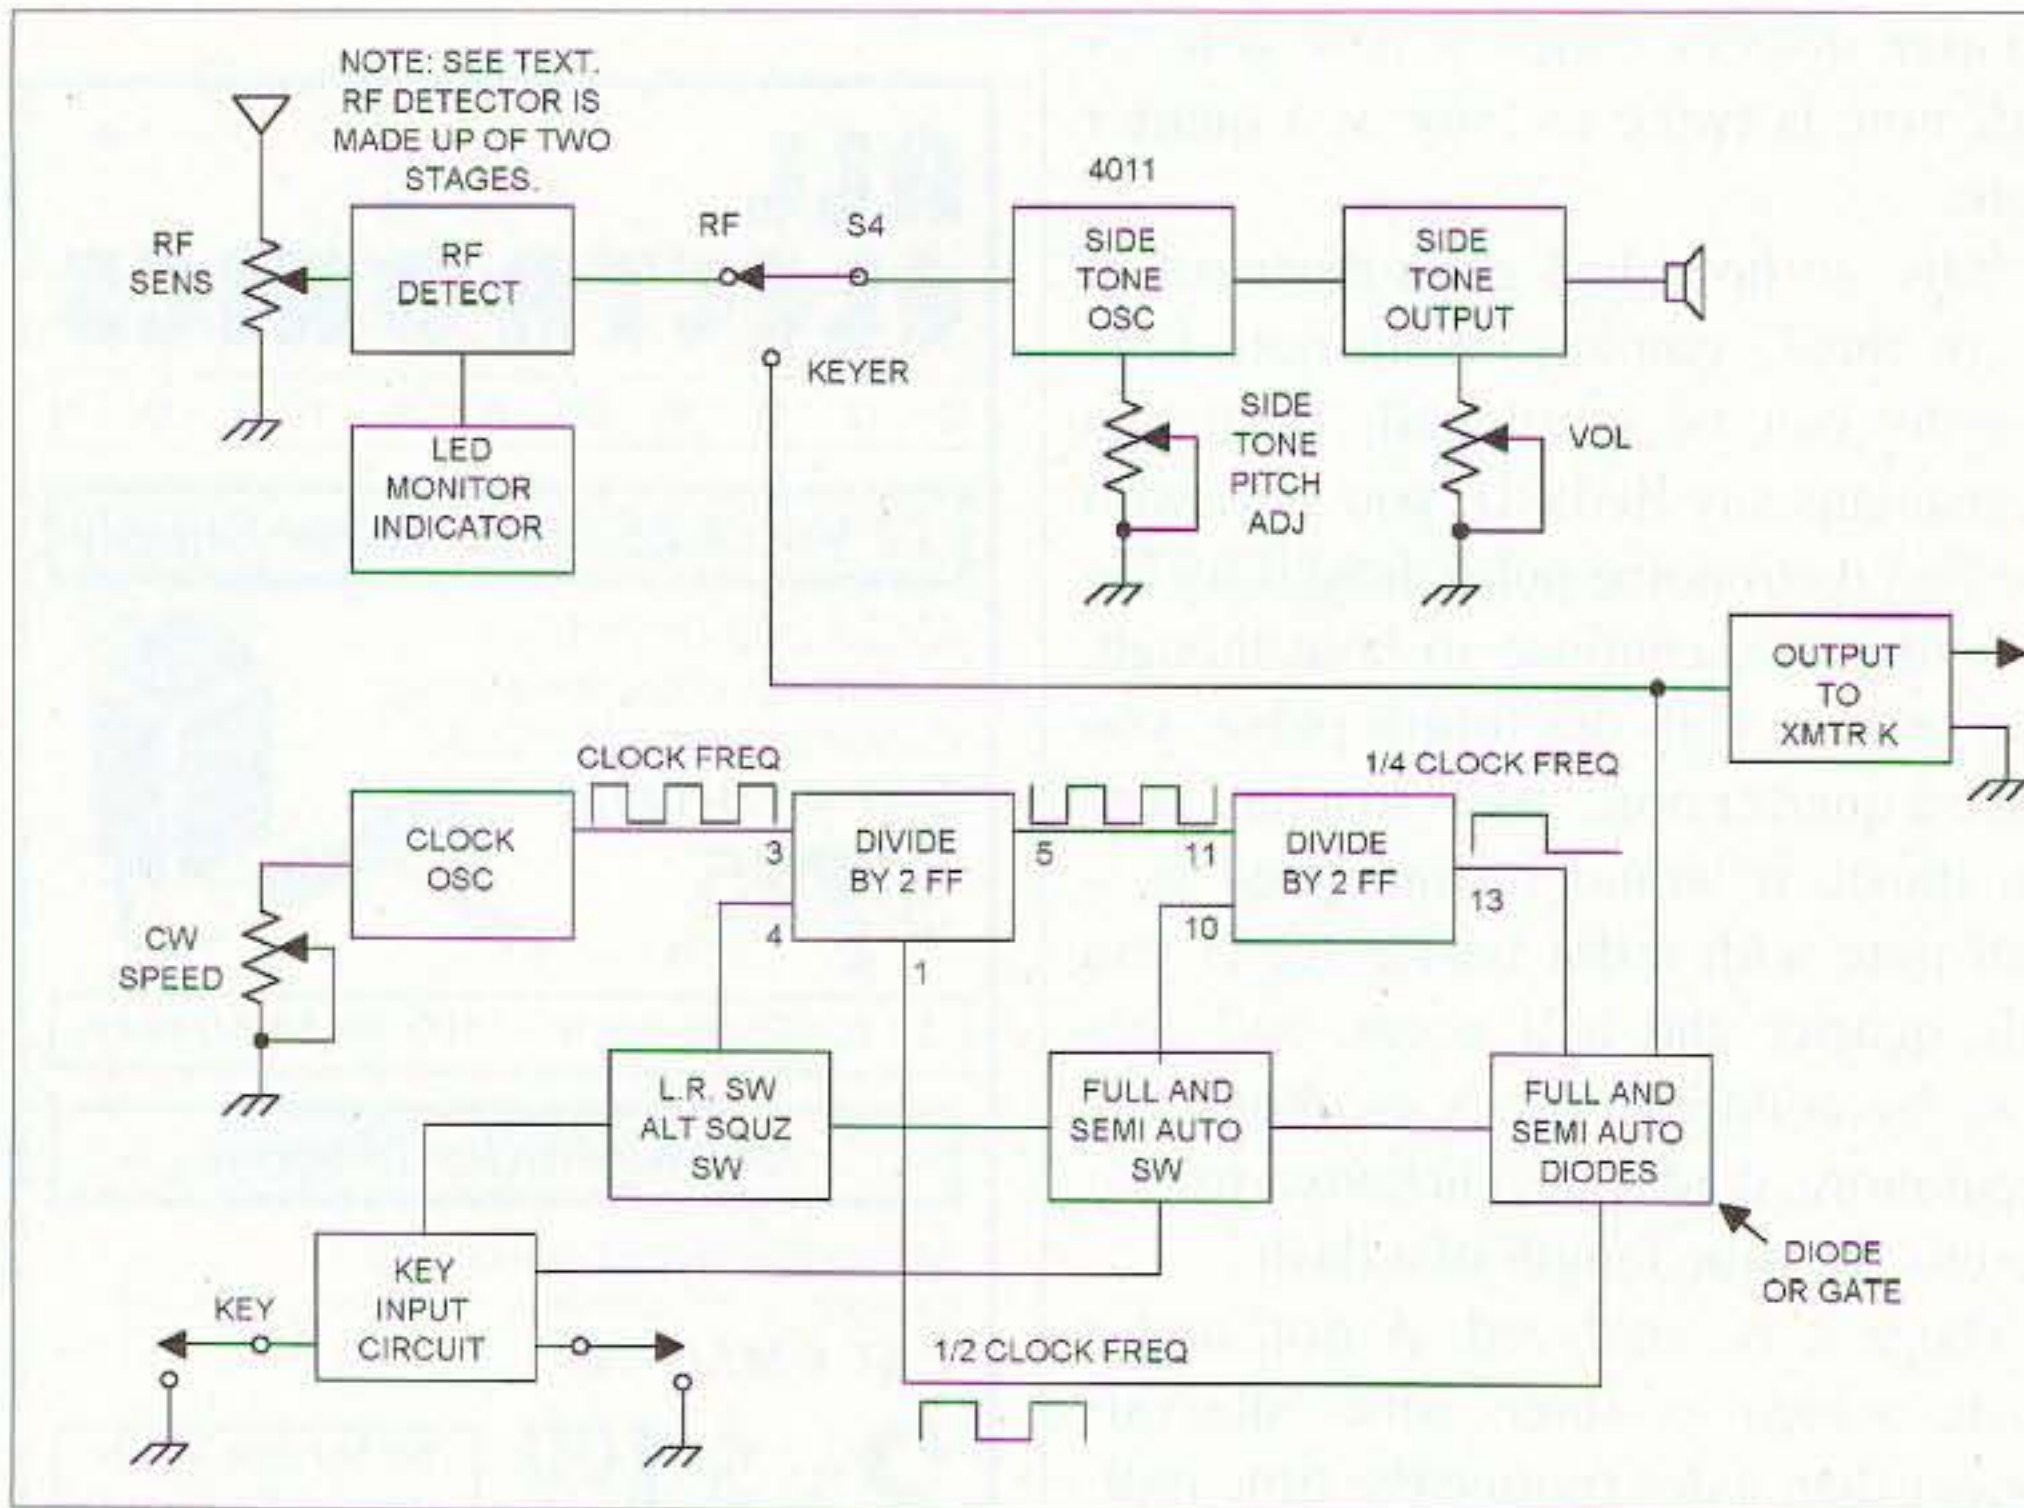 NOTE: SEE TEXT.
RF DETECTOR IS
MADE UP OF TWO
STAGES.
RF
SENS
RF
DETECT
RF
S4
4011
SIDE
TONE
OSC
SIDE
TONE
OUTPUT
KEYER
LED
MONITOR
INDICATOR
SIDE
TONE
PITCH
ADJ
VOL
OUTPUT
TO
XMTR K
CLOCK FREQ
1/4 CLOCK FREQ
CLOCK
OSC
3
DIVIDE
BY 2 FF
5
11
DIVIDE
BY 2 FF
13
4
10
1
CW
SPEED
L.R. SW
ALT SQUZ
SW
FULL AND
SEMI AUTO
SW
FULL AND
SEMI AUTO
DIODES
DIODE
OR GATE
KEY
KEY
INPUT
CIRCUIT
1/2 CLOCK FREQ